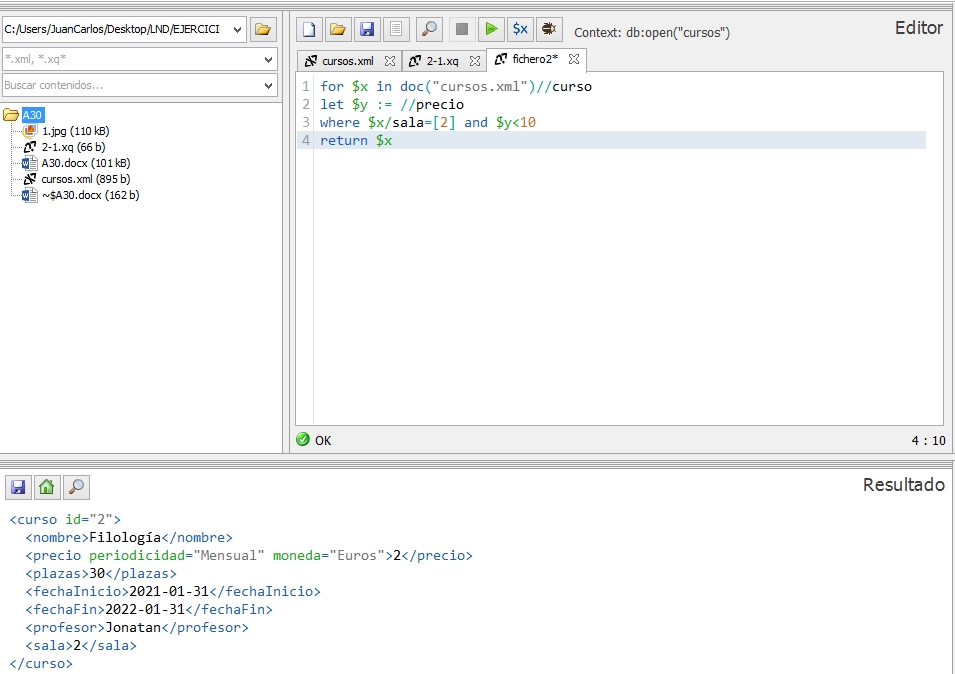 C:/Users/JuanCarlos/Desktop/LND/EJERCICI
*.xml, *.xq*
Buscar contenidos...
A30
1.jpg (110 kB)
2-1.xq (66 b)
A30.docx (101 kB)
cursos.xml (895 b)
~$A30.docx (162 b)
$x
Context: db:open("cursos")
Editor
cursos.xml
2-1.xq
fichero2*
1 for $x in doc("cursos.xml")//curso
2 let $y := //precio
3 where $x/sala=[2] and $y<10
4 return $x
OK
4 : 10
Resultado
<curso id="2">
<nombre>Filología</nombre>
<precio periodicidad="Mensual" moneda="Euros">2</precio>
<plazas>30</plazas>
<fechaInicio>2021-01-31</fechaInicio>
<fechaFin>2022-01-31</fechaFin>
<profesor>Jonatan</profesor>
<sala>2</sala>
</curso>